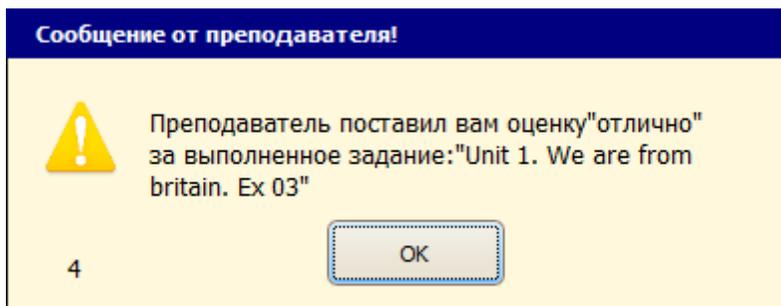 Сообщение от преподавателя!
Преподаватель поставил вам оценку"отлично"
за выполненное задание:"Unit 1. We are from
britain. Ex 03"
OK
4